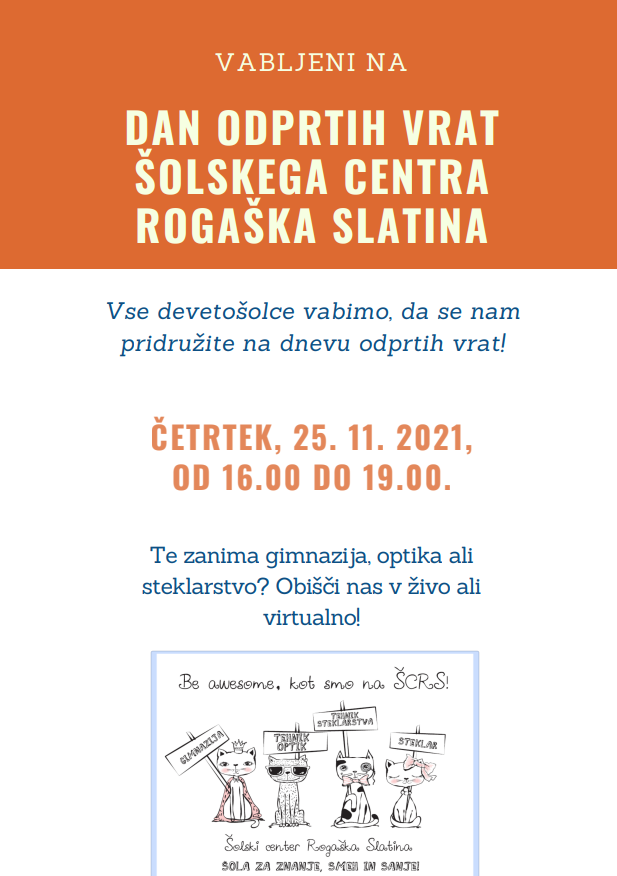 VABLJENI NA
DAN ODPRTIH VRAT
ŠOLSKEGA CENTRA
ROGAŠKA SLATINA
Vse devetošolce vabimo, da se nam
pridružite na dnevu odprtih vrat!
ČETRTEK, 25. 11. 2021,
OD 16.00 DO 19.00.
Te zanima gimnazija, optika ali
steklarstvo? Obišči nas v živo ali
virtualno!
Be awesome, kot smo na ŠCRS!
GIMNAZIJA
TEHNIK
OPTIK
TEHNIK
STEKLARSTVA
STEKLAR
Šolski center Rogaška Slatina
ŠOLA ZA ZNANJE, SMEH IN SANJE!